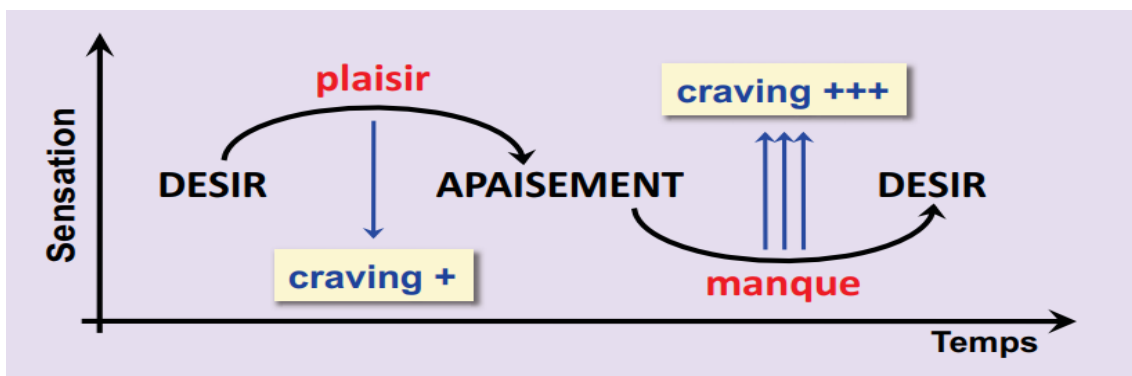 plaisir
craving +++
Sensation
DESIR
APAISEMENT
DESIR
craving +
manque
Temps